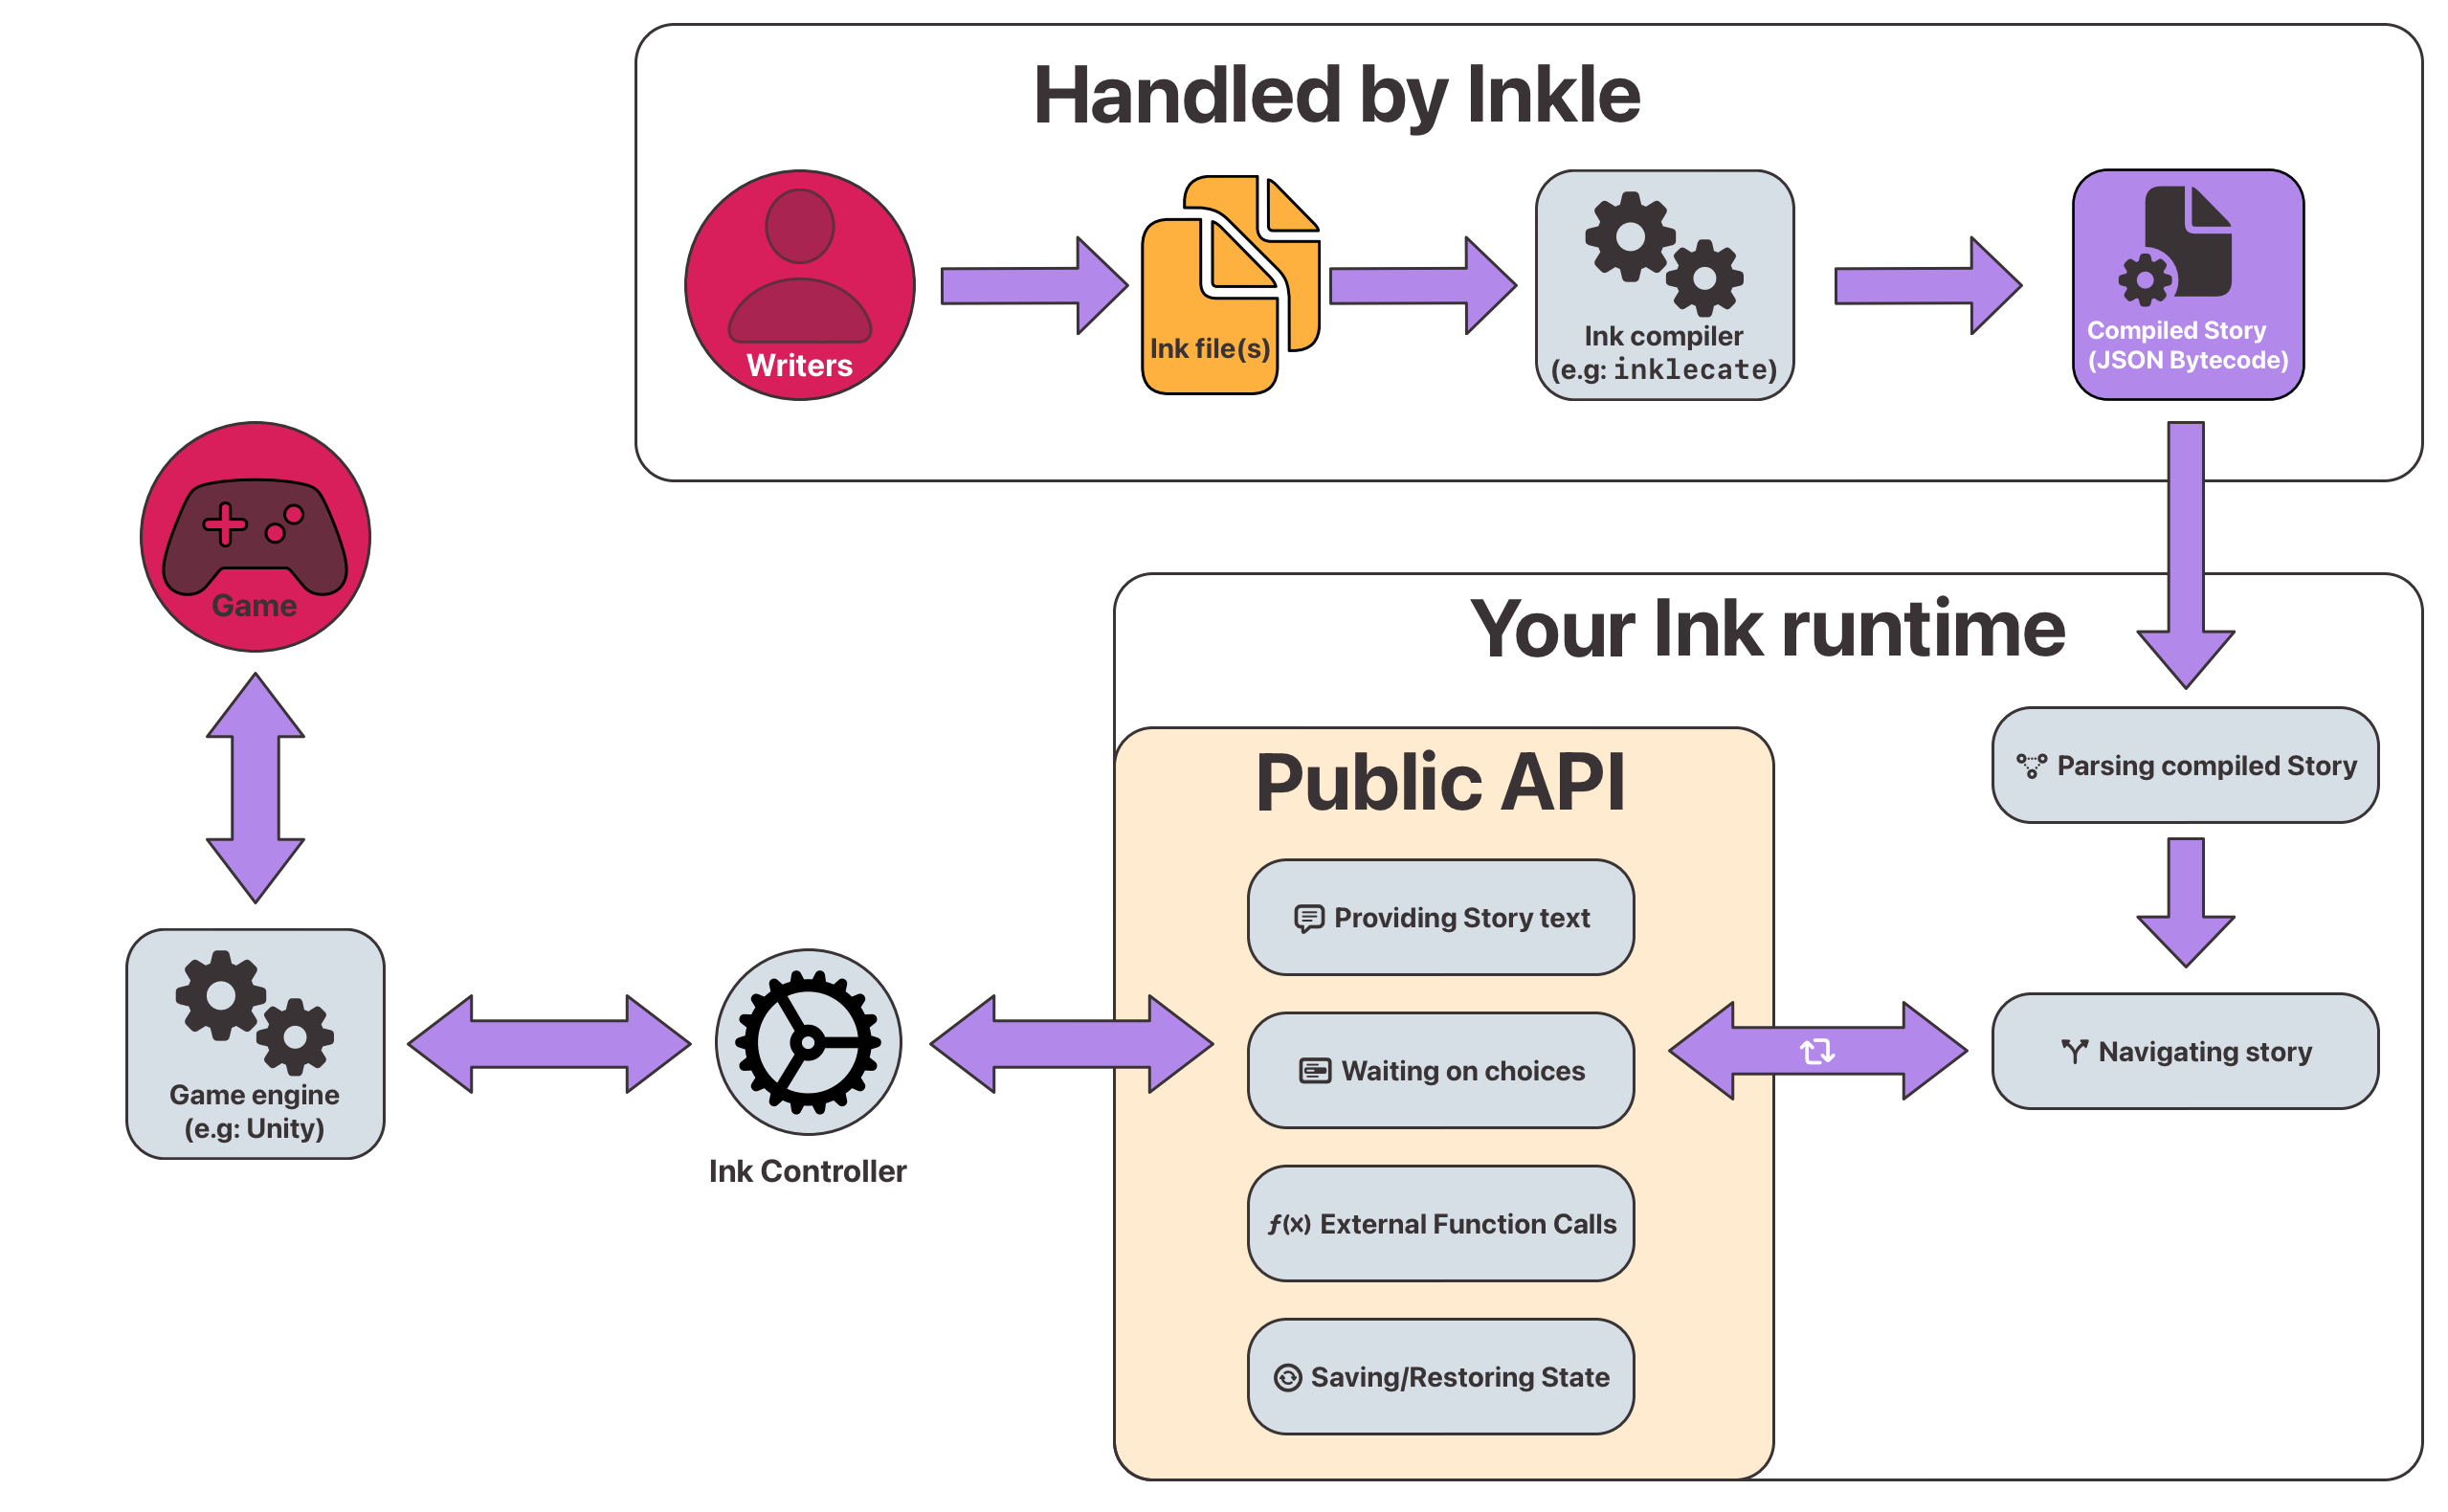 Handled by Inkle
Writers
Ink file(s)
Ink compiler
(e.g: inklecate)
Compiled Story
(JSON Bytecode)
Game
Game engine
(e.g: Unity)
Ink Controller
Your Ink runtime
Public API
Providing Story text
Waiting on choices
ƒ(x) External Function Calls
Saving/Restoring State
Parsing compiled Story
Navigating story